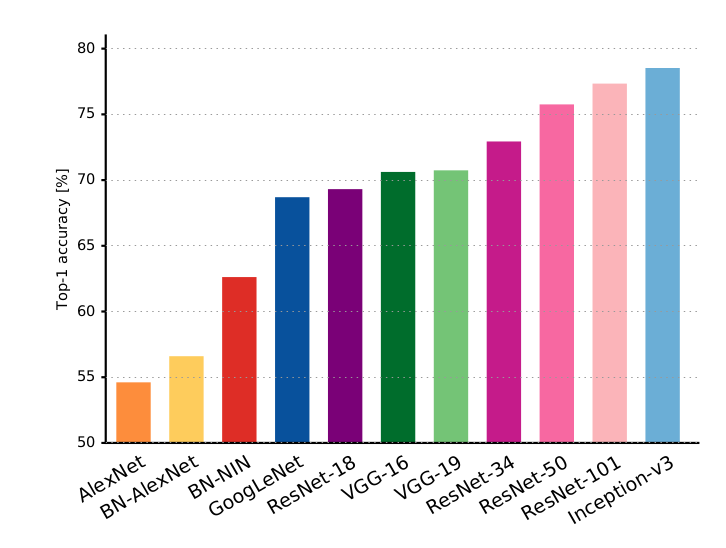 80
75
70
65
60
55
50
Top-1 accuracy [%]
AlexNet
BN-AlexNet
BN-NIN
GoogLeNet
ResNet-18
VGG-16
VGG-19
ResNet-34
ResNet-50
ResNet-101
Inception-v3